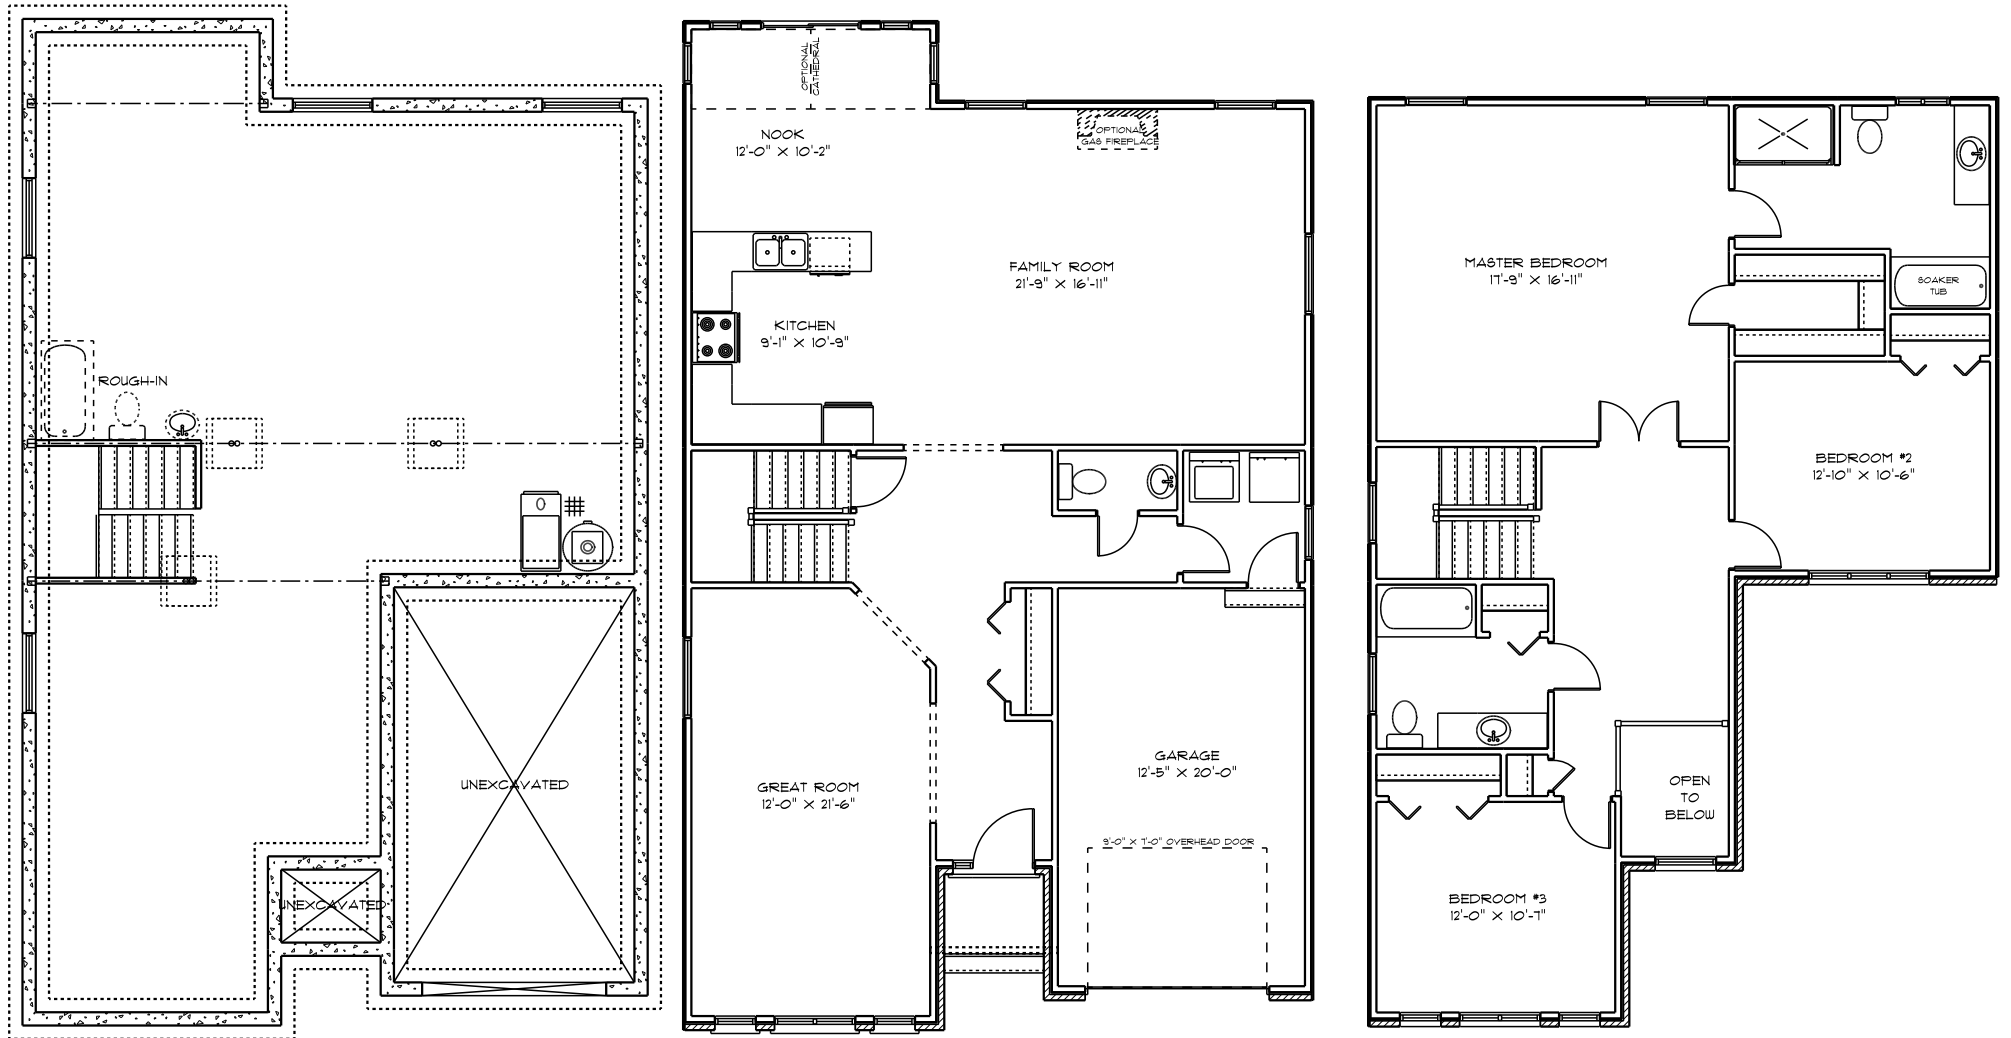 ROUGH-IN
UNEXCAVATED
UNEXCAVATED
OPTIONAL
CATHEDRAL
NOOK
12'-0" X 10'-2"
OPTIONAL
GAS FIREPLACE
FAMILY ROOM
21'-9" X 16'-11"
KITCHEN
9'-1" X 10'-9"
GREAT ROOM
12'-0" X 21'-6"
GARAGE
12'-5" X 20'-0"
9'-0" X 7'-0" OVERHEAD DOOR
MASTER BEDROOM
17'-9" X 16'-11"
SOAKER
TUB
BEDROOM #2
12'-10" X 10'-6"
OPEN
TO
BELOW
BEDROOM #3
12'-0" X 10'-7"